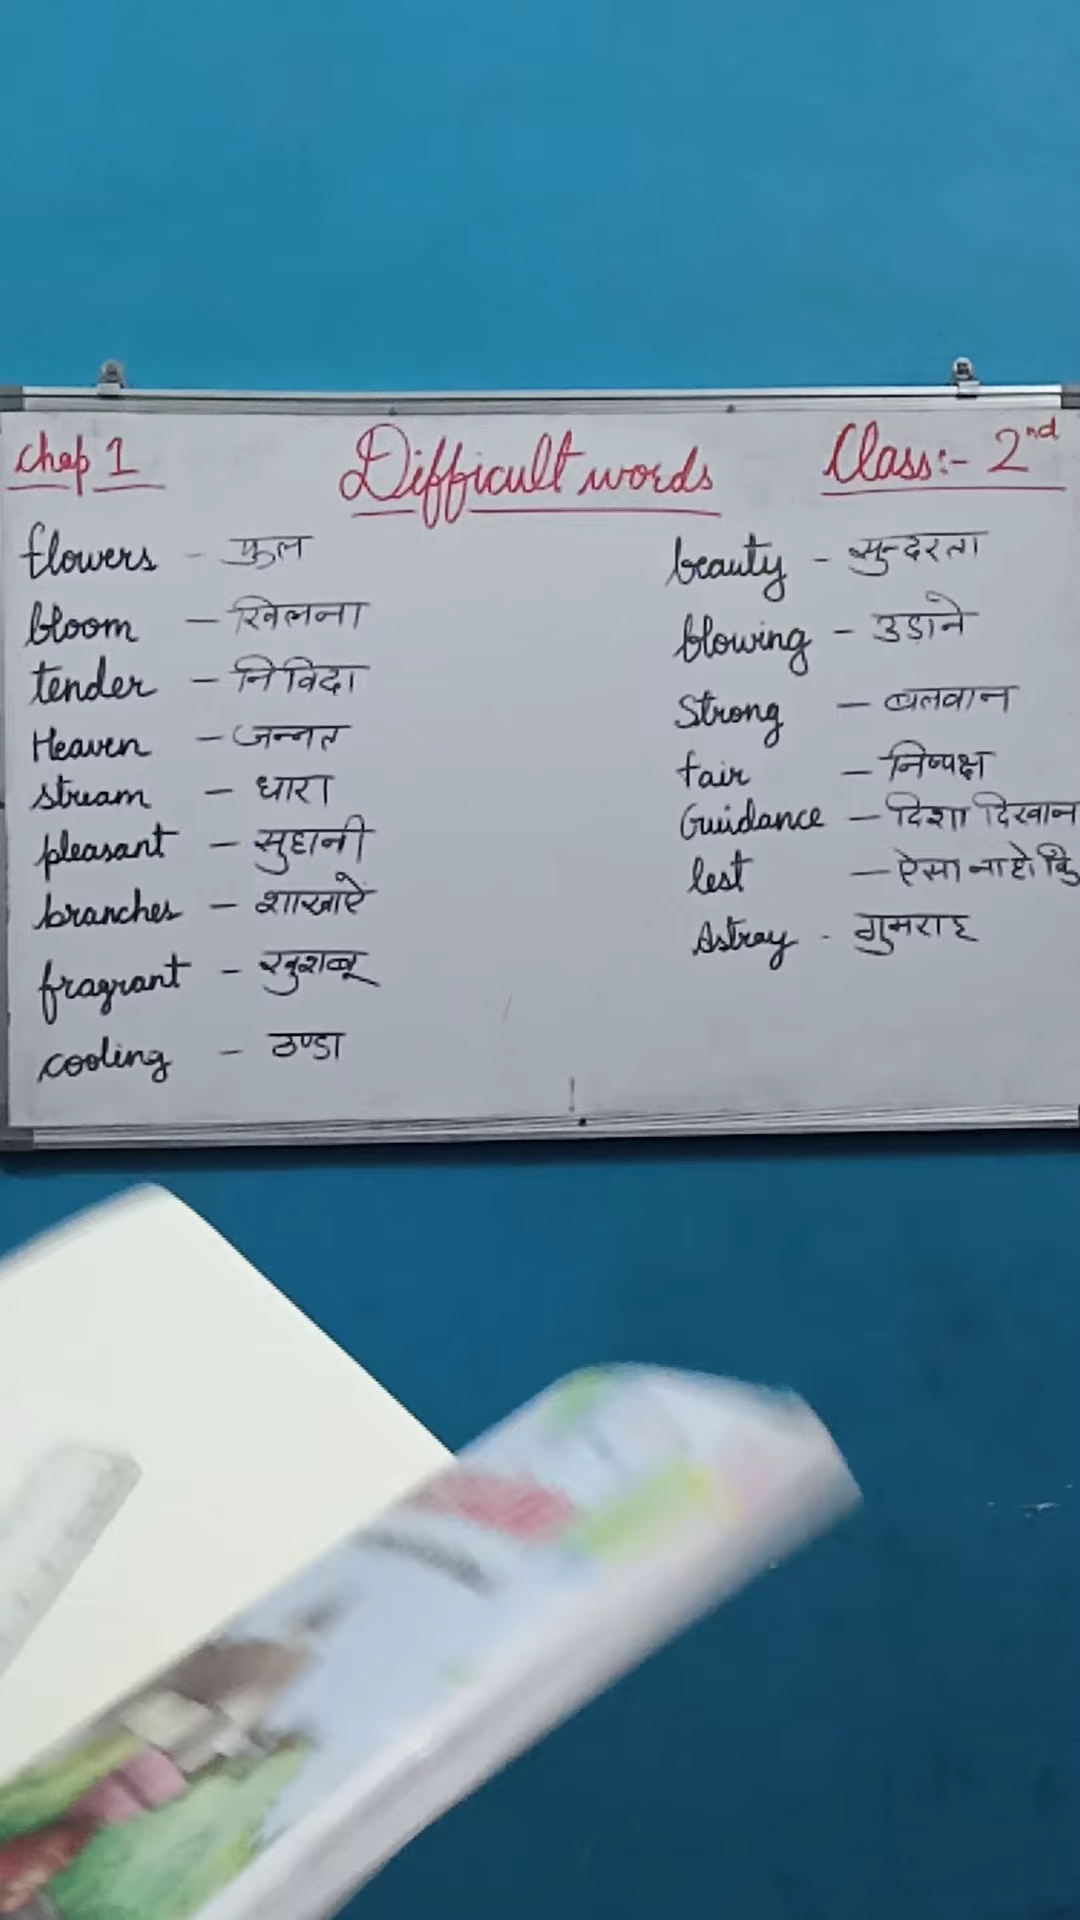 Chap 1 Difficult words Class:- 2nd
flowers - फुल
bloom - खिलना
tender - निविदा
Heaven - जन्नत
stream - धारा
pleasant - सुहानी
branches - शाखाऐं
fragrant - खुशबू
cooling - ठण्डा
beauty - सुन्दरता
blowing - उड़ाने
Strong - बलवान
fair - निष्पक्ष
Guidance - दिशा दिखान
lest - ऐसा ना हो कि
Astray - गुमराह